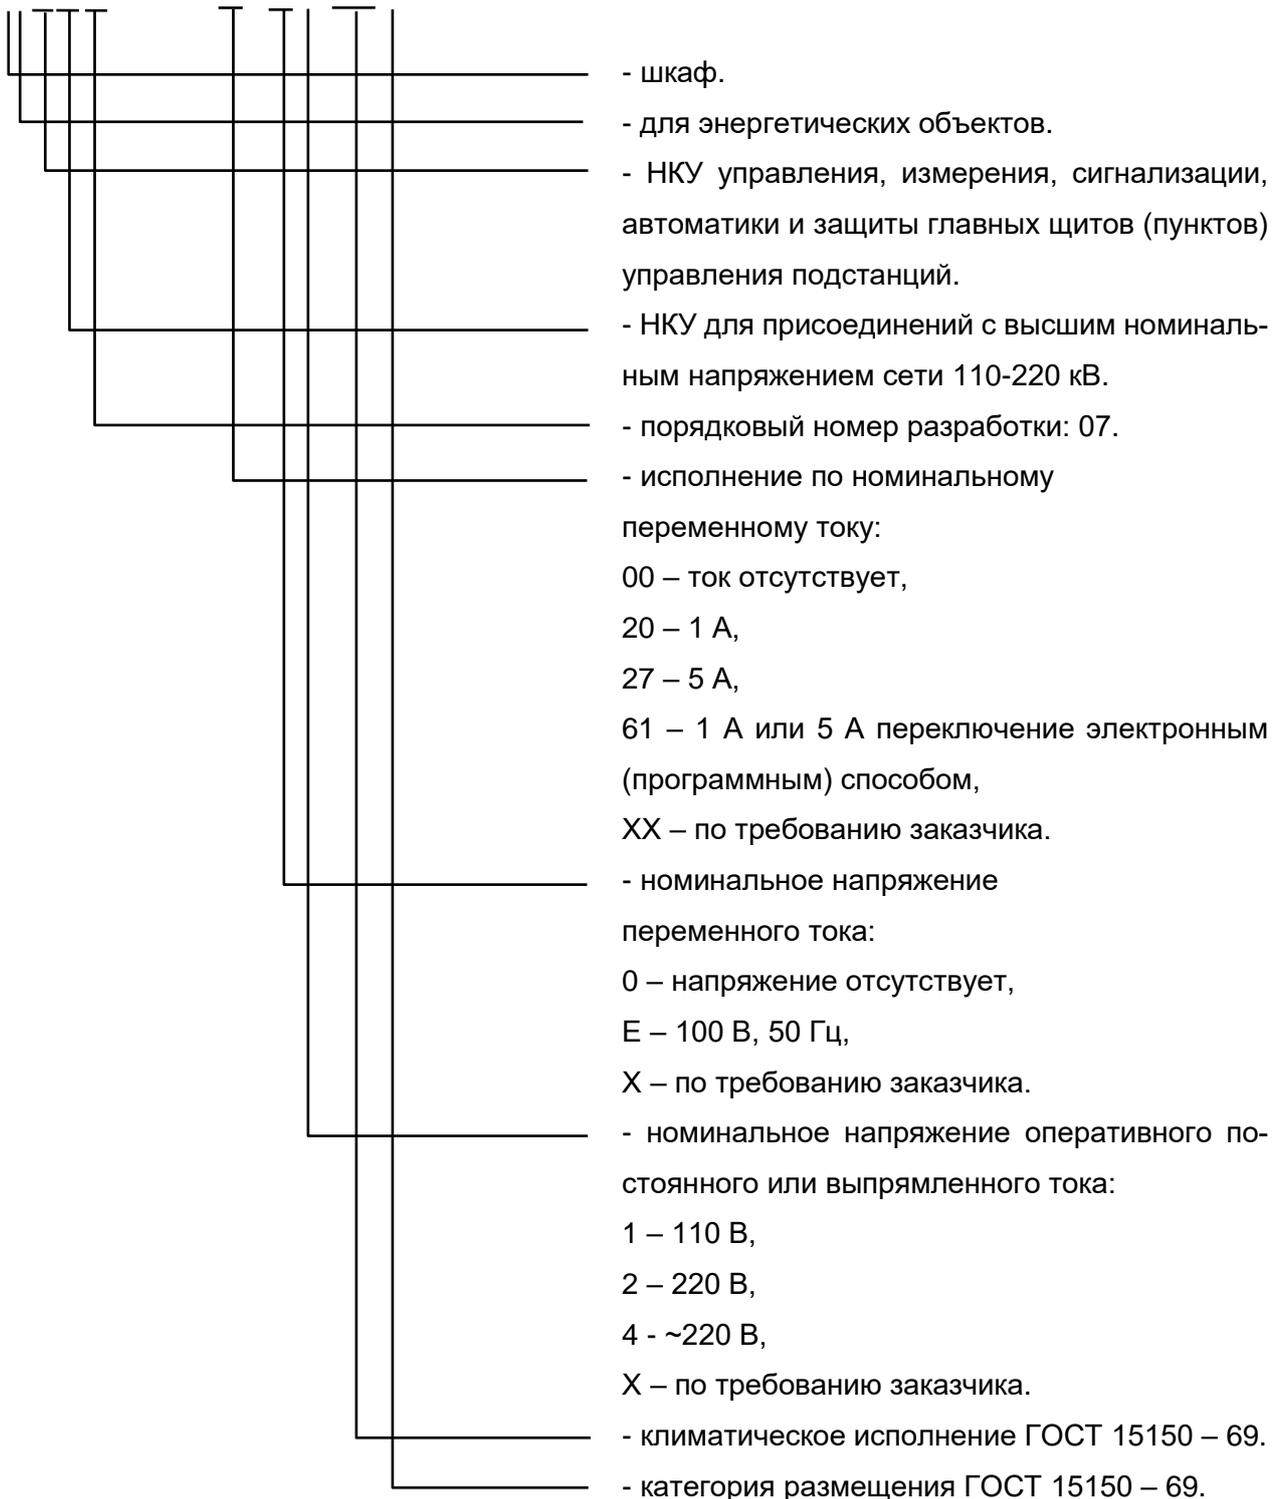 - шкаф.
- для энергетических объектов.
- НКУ управления, измерения, сигнализации,
автоматики и защиты главных щитов (пунктов)
управления подстанций.
- НКУ для присоединений с высшим номиналь-
ным напряжением сети 110-220 кВ.
- порядковый номер разработки: 07.
- исполнение по номинальному
переменному току:
00 – ток отсутствует,
20 – 1 А,
27 – 5 А,
61 – 1 А или 5 А переключение электронным
(программным) способом,
ХХ – по требованию заказчика.
- номинальное напряжение
переменного тока:
0 – напряжение отсутствует,
Е – 100 В, 50 Гц,
Х – по требованию заказчика.
- номинальное напряжение оперативного по-
стоянного или выпрямленного тока:
1 – 110 В,
2 – 220 В,
4 - ~220 В,
Х – по требованию заказчика.
- климатическое исполнение ГОСТ 15150 – 69.
- категория размещения ГОСТ 15150 – 69.